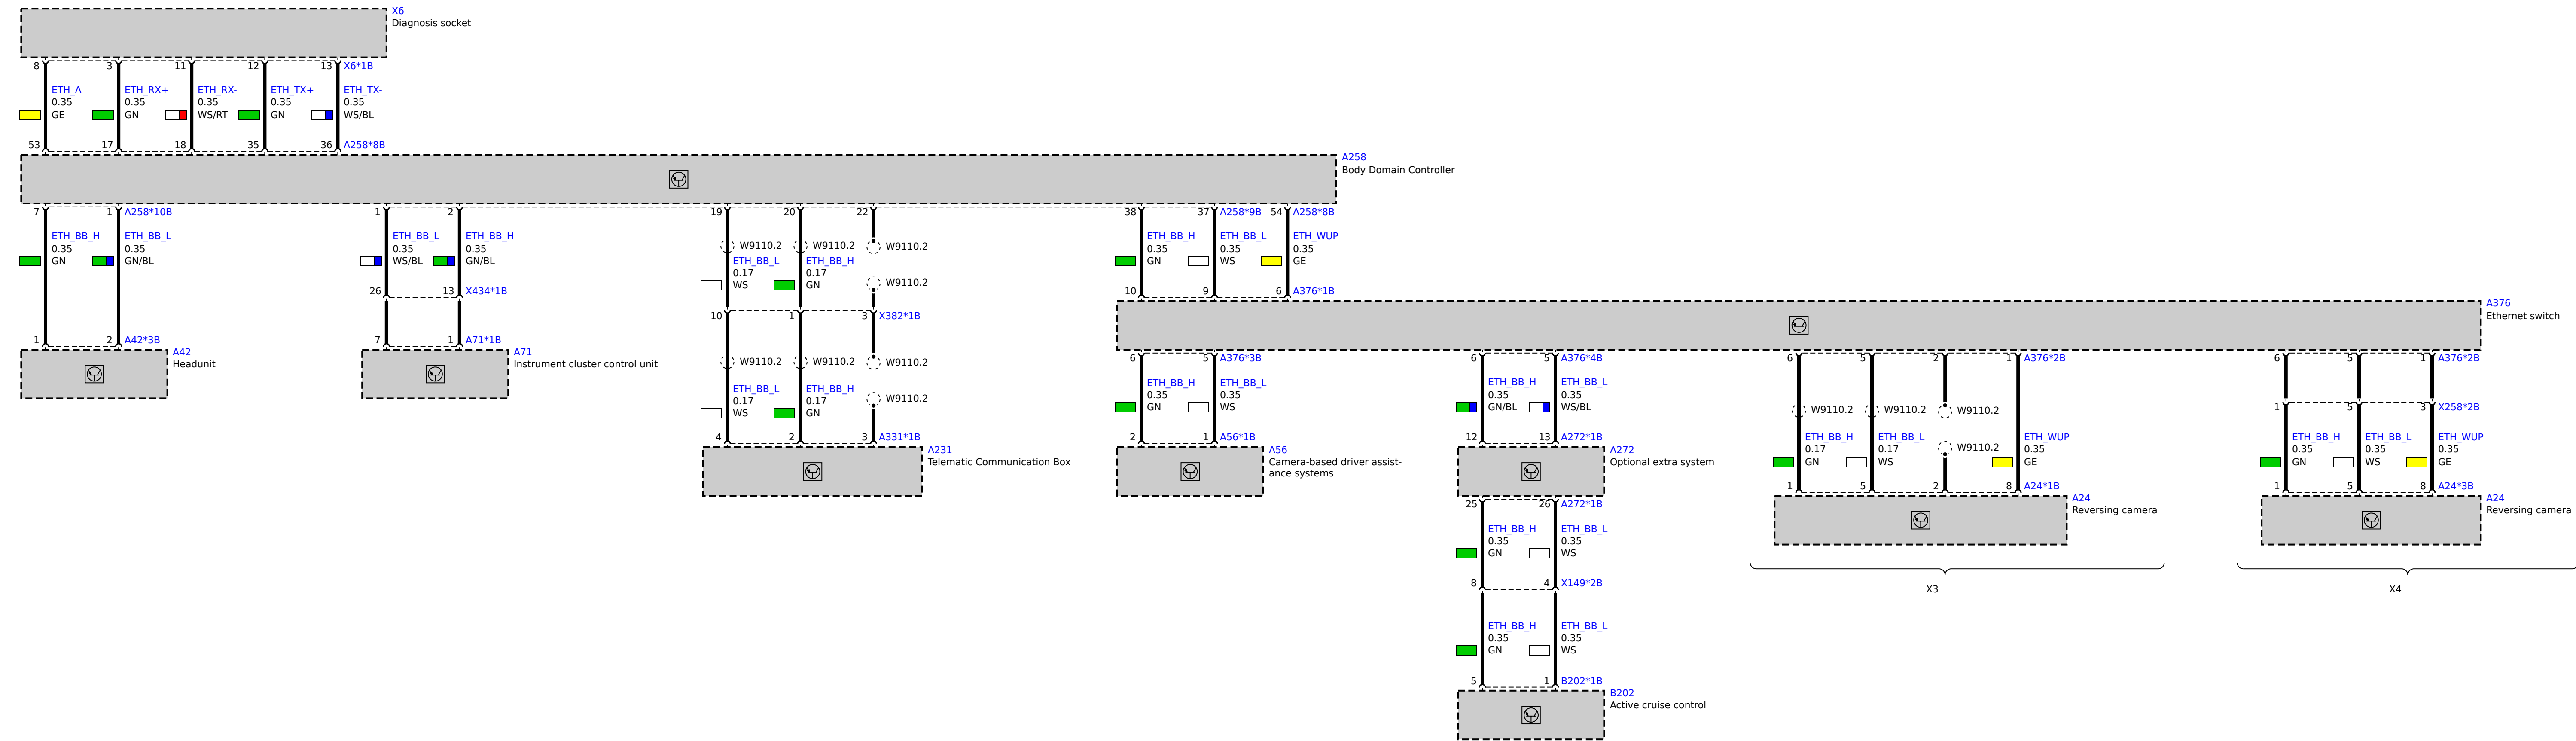 X6
Diagnosis socket
8 3 11 12 13 X6*1B
ETH_A ETH_RX+ ETH_RX- ETH_TX+ ETH_TX-
0.35 0.35 0.35 0.35 0.35
GE GN WS/RT GN WS/BL
53 17 18 35 36 A258*8B
A258
Body Domain Controller
7 1 A258*10B 1 2 19 20 22 38 37 A258*9B 54 A258*8B
ETH_BB_H ETH_BB_L ETH_BB_L ETH_BB_H ETH_BB_H ETH_BB_L ETH_WUP
W9110.2 W9110.2 W9110.2
0.35 0.35 0.35 0.35 0.35 0.35 0.35
GN GN/BL WS/BL GN/BL ETH_BB_L ETH_BB_H GN WS GE
0.17 0.17
W9110.2
WS GN
26 13 X434*1B 10 9 6 A376*1B
A376
Ethernet switch
10 1 3 X382*1B
1 2 A42*3B 7 1 A71*1B
A42
Headunit
A71
Instrument cluster control unit
6 5 A376*3B 6 5 A376*4B 6 5 2 1 A376*2B 6 5 1 A376*2B
W9110.2 W9110.2 W9110.2
ETH_BB_L ETH_BB_H ETH_BB_H ETH_BB_L ETH_BB_H ETH_BB_L
0.17 0.17 0.35 0.35 0.35 0.35
W9110.2
WS GN GN WS GN/BL WS/BL W9110.2 W9110.2 W9110.2 1 5 3 X258*2B
4 2 3 A331*1B 2 1 A56*1B 12 13 A272*1B ETH_BB_H ETH_BB_L ETH_WUP ETH_BB_H ETH_BB_L ETH_WUP
W9110.2
0.17 0.17 0.35 0.35 0.35 0.35
GN WS GE GN WS GE
A231
Telematic Communication Box
A56
Camera-based driver assist-
ance systems
A272
Optional extra system
1 5 2 8 A24*1B 1 5 8 A24*3B
A24
Reversing camera
A24
Reversing camera
25 26 A272*1B
ETH_BB_H ETH_BB_L
0.35 0.35
GN WS
8 4 X149*2B
X3 X4
ETH_BB_H ETH_BB_L
0.35 0.35
GN WS
5 1 B202*1B
B202
Active cruise control